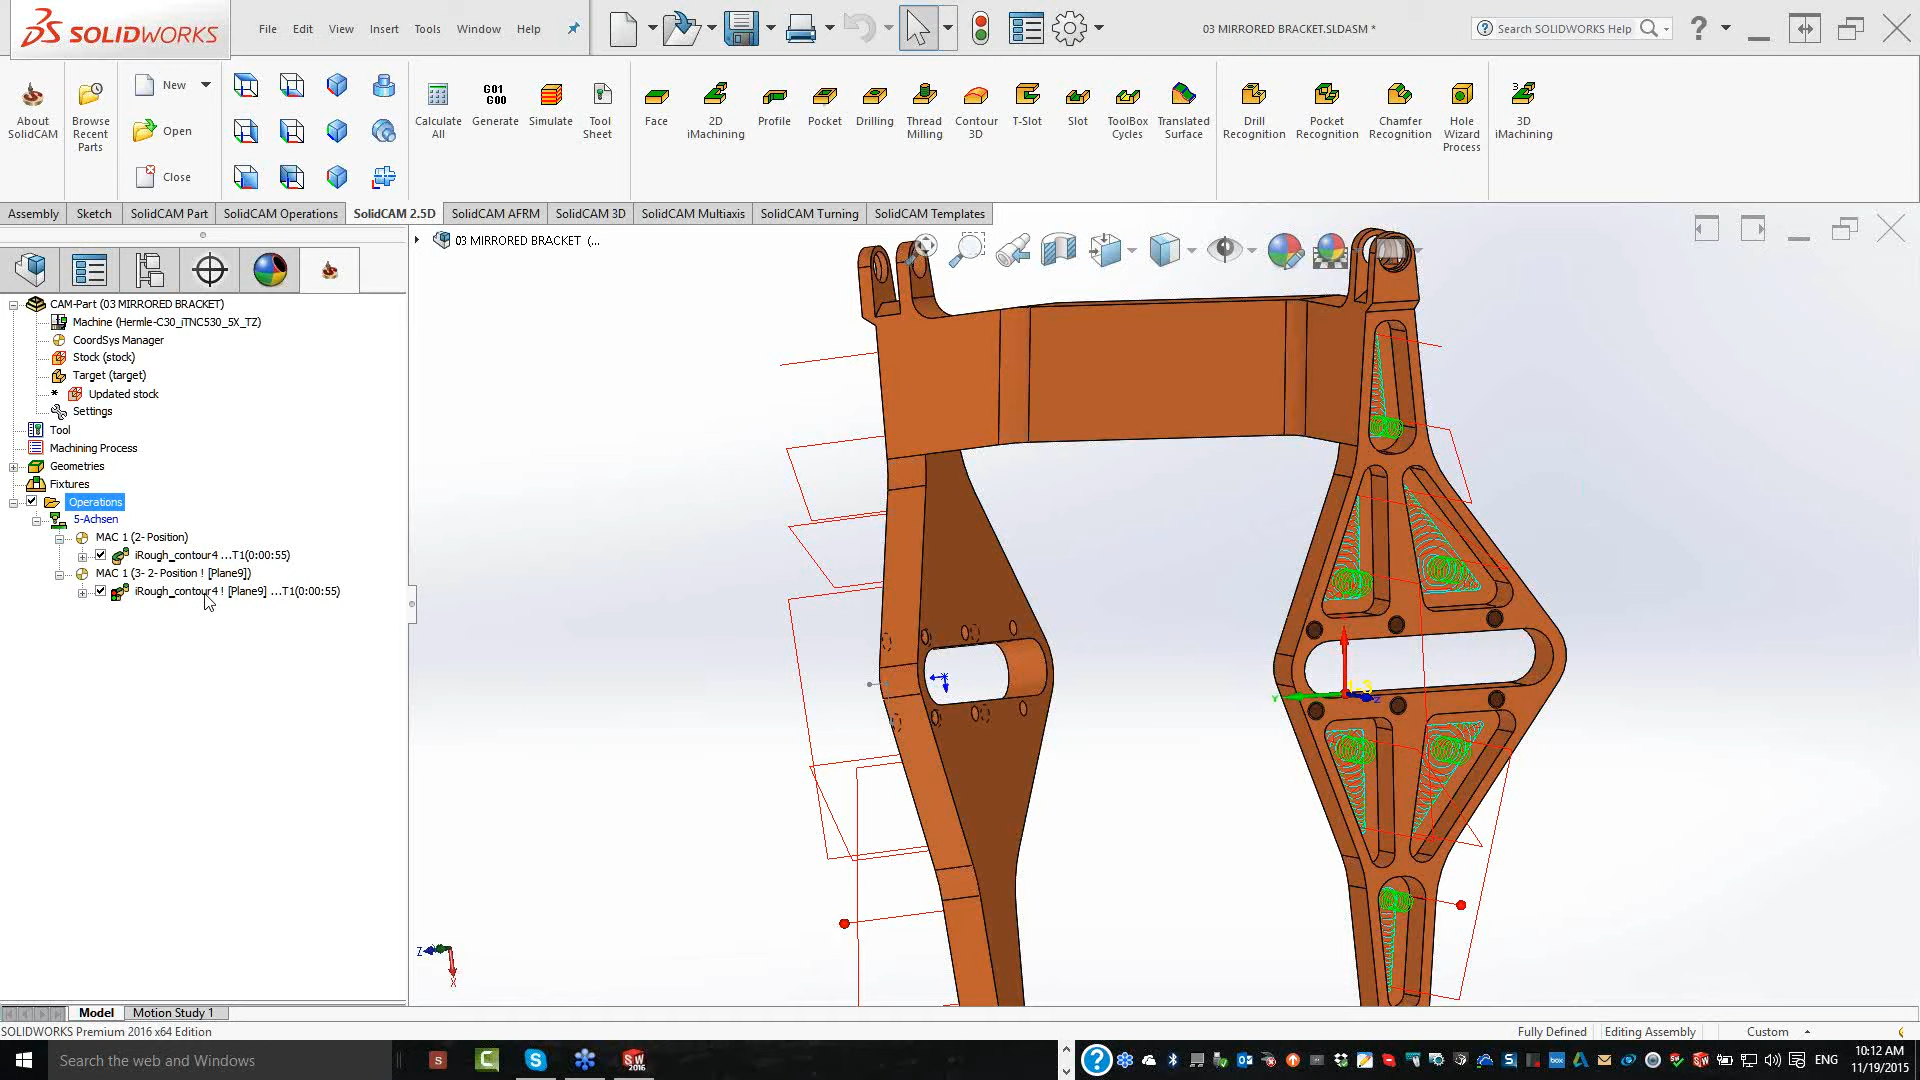 SOLIDWORKS
File Edit View Insert Tools Window Help
03 MIRRORED BRACKET.SLDASM *
Search SOLIDWORKS Help
About SolidCAM
Browse Recent Parts
New
Open
Close
Calculate All
G01 G00
Generate
Simulate
Tool Sheet
Face
2D iMachining
Profile
Pocket
Drilling
Thread Milling
Contour 3D
T-Slot
Slot
ToolBox Cycles
Translated Surface
Drill Recognition
Pocket Recognition
Chamfer Recognition
Hole Wizard Process
3D iMachining
Assembly Sketch SolidCAM Part SolidCAM Operations SolidCAM 2.5D SolidCAM AFRM SolidCAM 3D SolidCAM Multiaxis SolidCAM Turning SolidCAM Templates
03 MIRRORED BRACKET (...
CAM-Part (03 MIRRORED BRACKET)
Machine (Hermle-C30_iTNC530_5X_TZ)
CoordSys Manager
Stock (stock)
Target (target)
* Updated stock
Settings
Tool
Machining Process
Geometries
Fixtures
Operations
5-Achsen
MAC 1 (2- Position)
iRough_contour4 ...T1(0:00:55)
MAC 1 (3- 2- Position ! [Plane9])
iRough_contour4 ! [Plane9] ...T1(0:00:55)
Y
Z
Z
X
Model Motion Study 1
SOLIDWORKS Premium 2016 x64 Edition
Fully Defined Editing Assembly Custom
Search the web and Windows
ENG
10:12 AM
11/19/2015